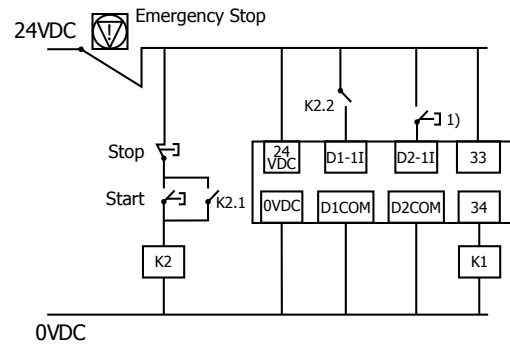 Emergency Stop
24VDC
K2.2
1)
Stop
24
VDC
D1-1I
D2-1I
33
Start
K2.1
0VDC
D1COM
D2COM
34
K2
K1
0VDC